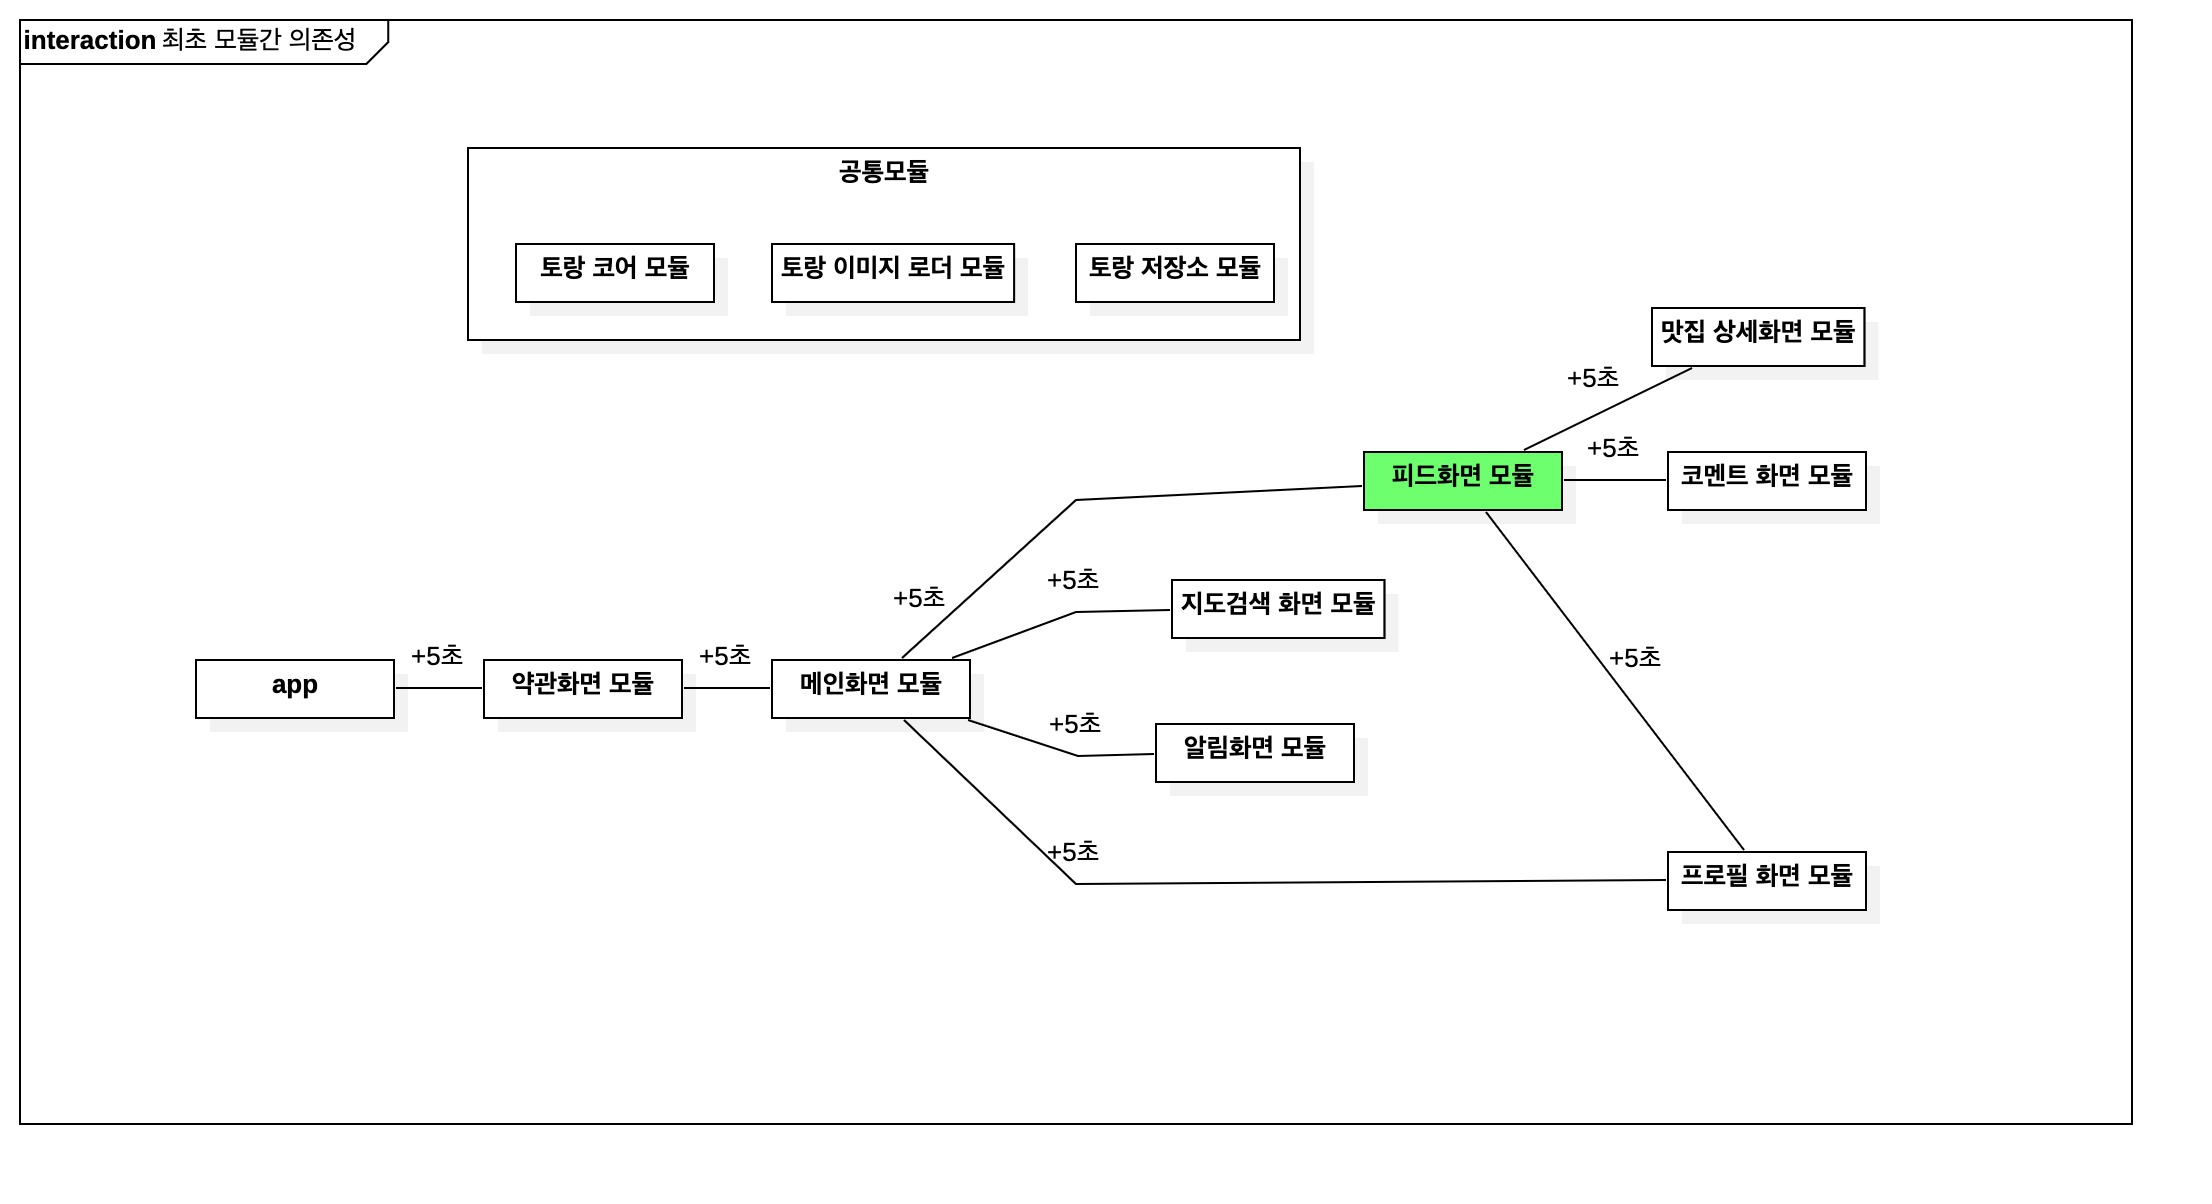 interaction 최초 모듈간 의존성
공통모듈
토랑 코어 모듈
토랑 이미지 로더 모듈
토랑 저장소 모듈
맛집 상세화면 모듈
+5초
+5초
피드화면 모듈
코멘트 화면 모듈
+5초
+5초
지도검색 화면 모듈
+5초
+5초
+5초
app
약관화면 모듈
메인화면 모듈
+5초
알림화면 모듈
+5초
프로필 화면 모듈